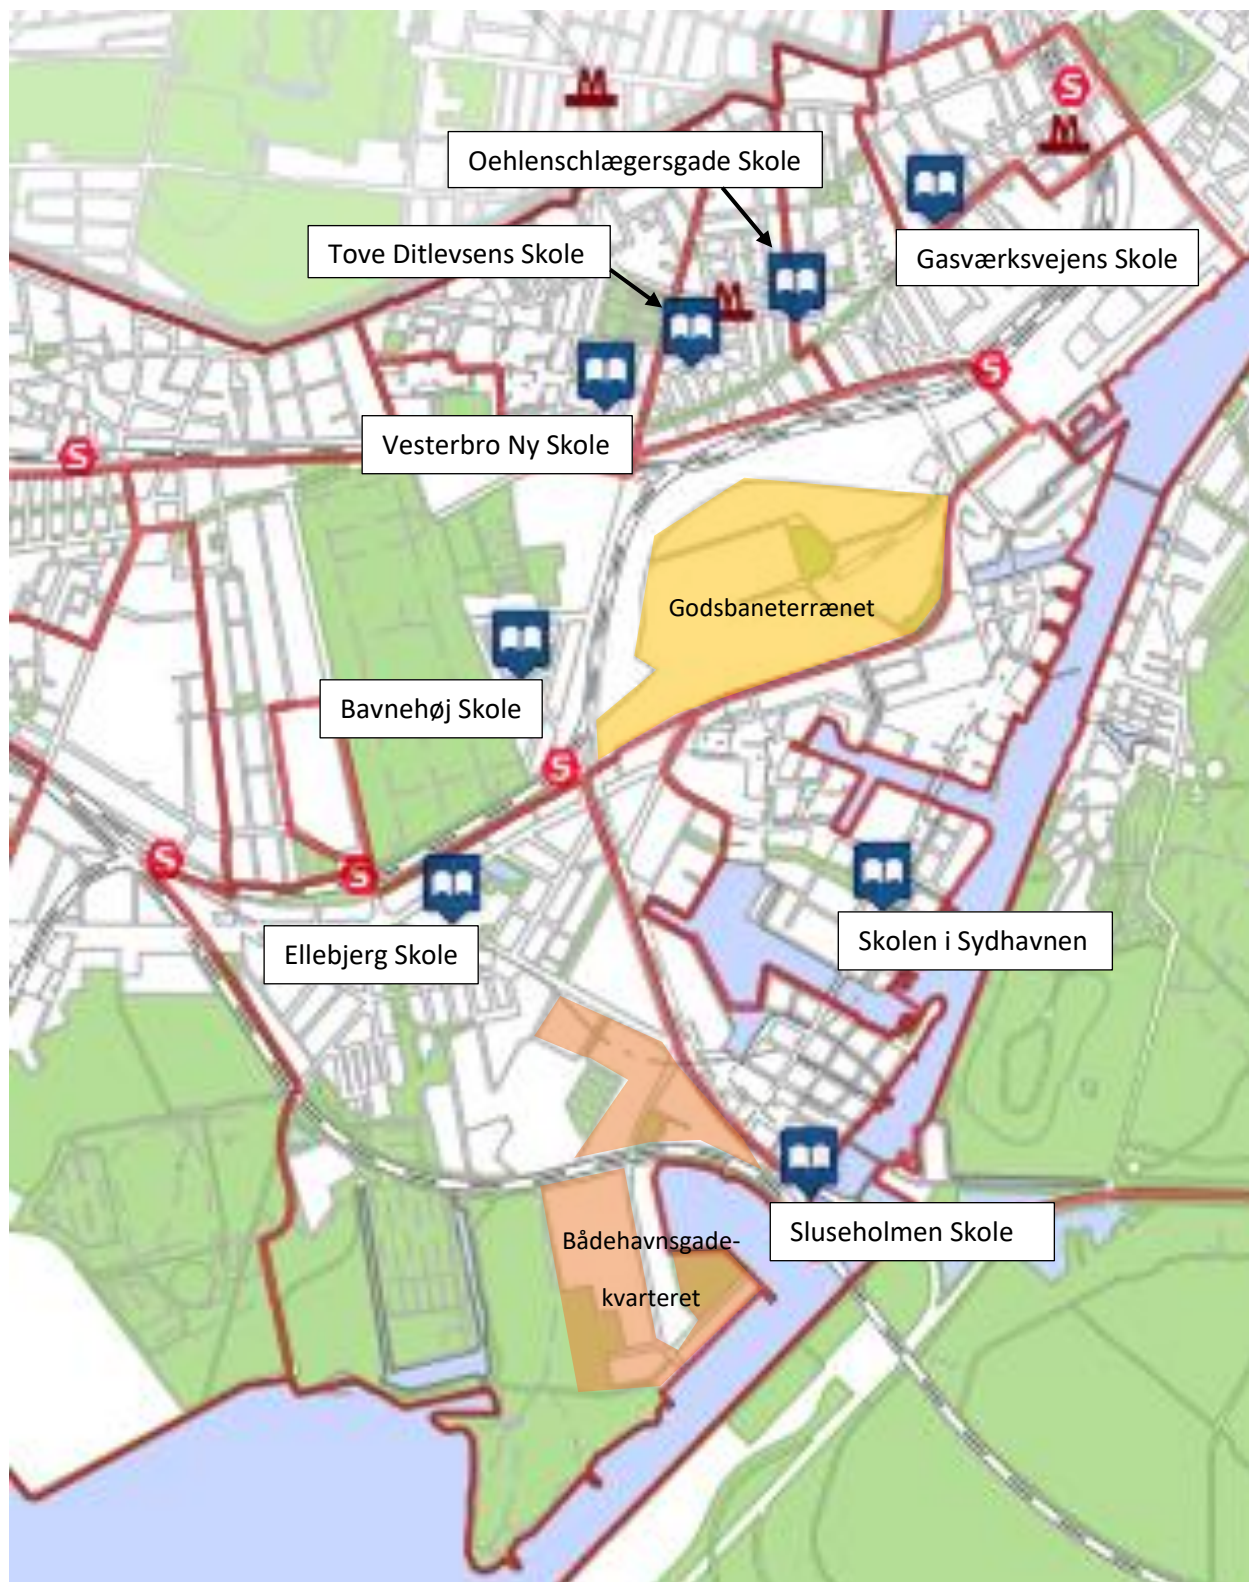 M
S
M
Oehlenschlægersgade Skole
Tove Ditlevsens Skole
Gasværksvejens Skole
M
S
Vesterbro Ny Skole
S
Godsbaneterrænet
Bavnehøj Skole
S
S
S
Skolen i Sydhavnen
Ellebjerg Skole
Sluseholmen Skole
Bådehavnsgade-
kvarteret